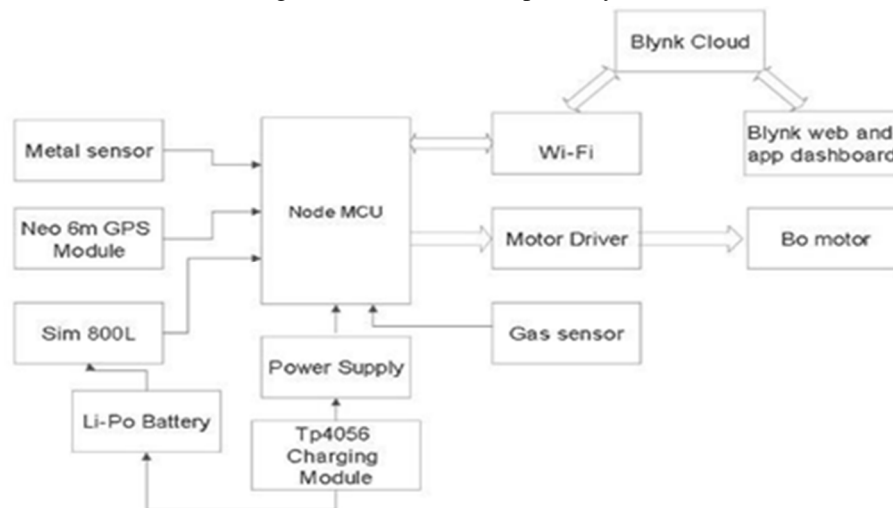 Blynk Cloud
Metal sensor
Wi-Fi
Blynk web and
app dashboard
Node MCU
Neo 6m GPS
Module
Motor Driver
Bo motor
Sim 800L
Gas sensor
Power Supply
Li-Po Battery
Tp4056
Charging
Module